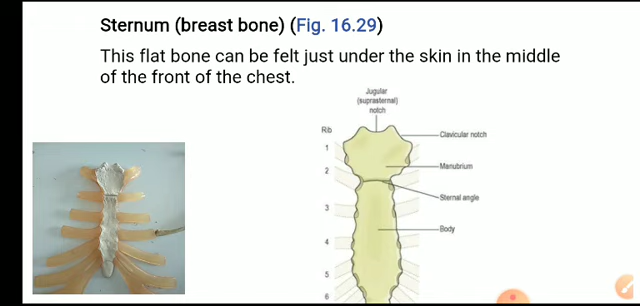 Sternum (breast bone) (Fig. 16.29)
This flat bone can be felt just under the skin in the middle
of the front of the chest.
Jugular
(suprasternal)
notch
Rib
Clavicular notch
1
Manubrium
2
Sternal angle
3
Body
4
5
6